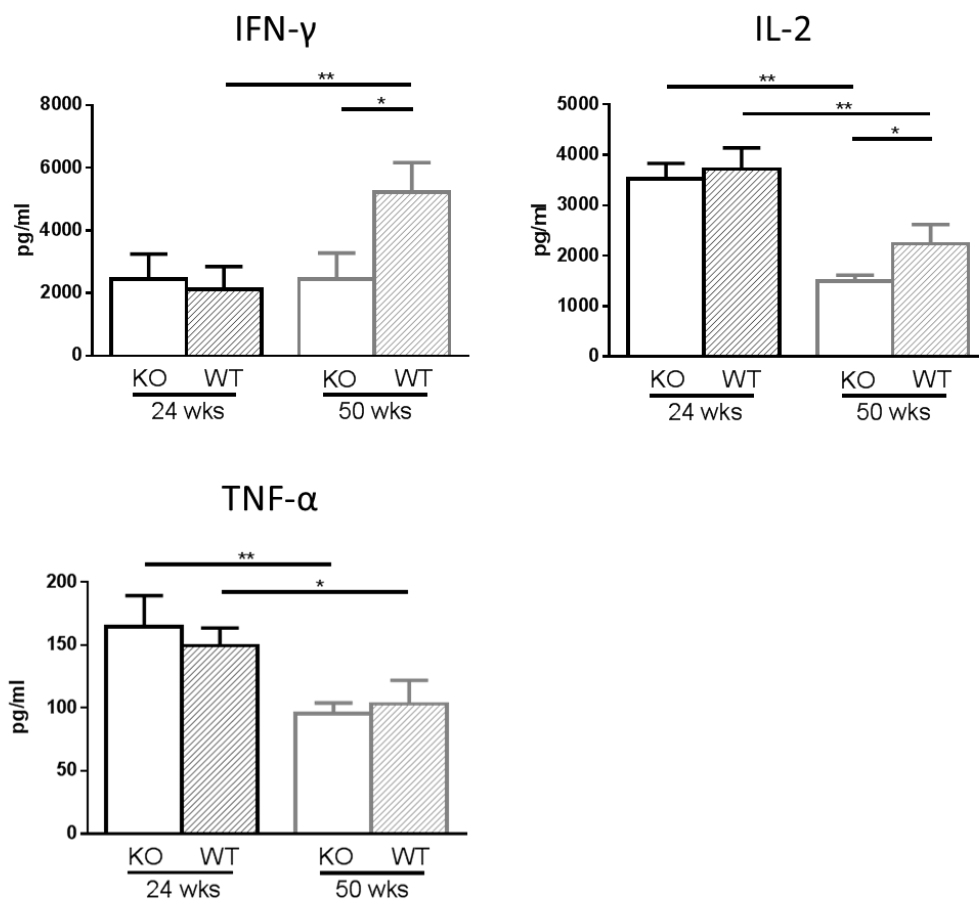 IFN-γ
**
*
8000
6000
4000
2000
0
pg/ml
KO WT KO WT
24 wks 50 wks
IL-2
**
**
*
5000
4000
3000
2000
1000
0
pg/ml
KO WT KO WT
24 wks 50 wks
TNF-α
**
*
200
150
100
50
0
pg/ml
KO WT KO WT
24 wks 50 wks